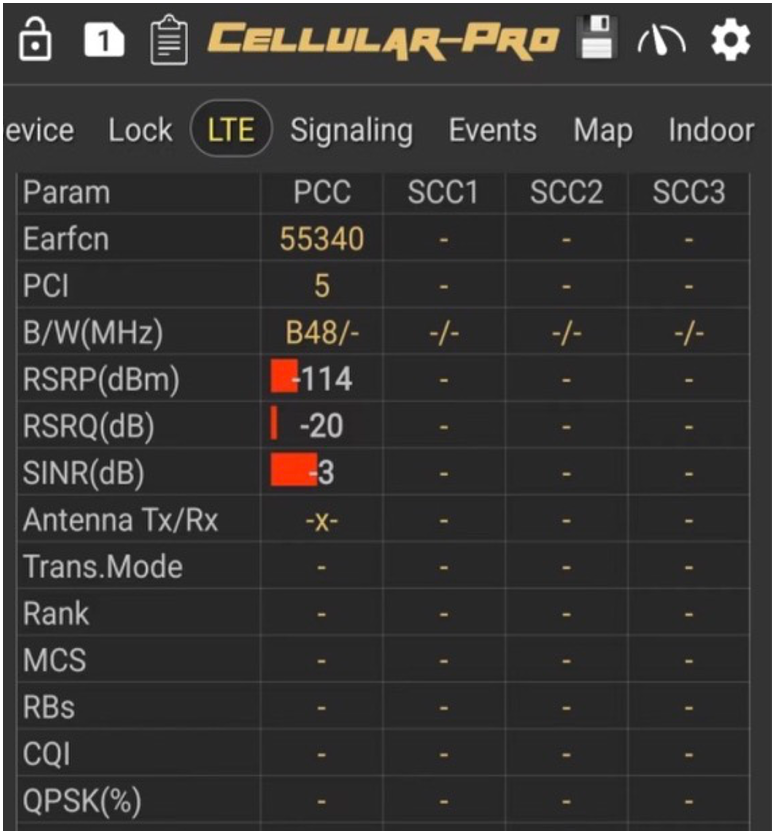 1 CELLULAR-PRO
evice Lock LTE Signaling Events Map Indoor
Param PCC SCC1 SCC2 SCC3
Earfcn 55340 - - -
PCI 5 - - -
B/W(MHz) B48/- -/- -/- -/-
RSRP(dBm) -114 - - -
RSRQ(dB) -20 - - -
SINR(dB) -3 - - -
Antenna Tx/Rx -x- - - -
Trans.Mode - - - -
Rank - - - -
MCS - - - -
RBs - - - -
CQI - - - -
QPSK(%) - - - -